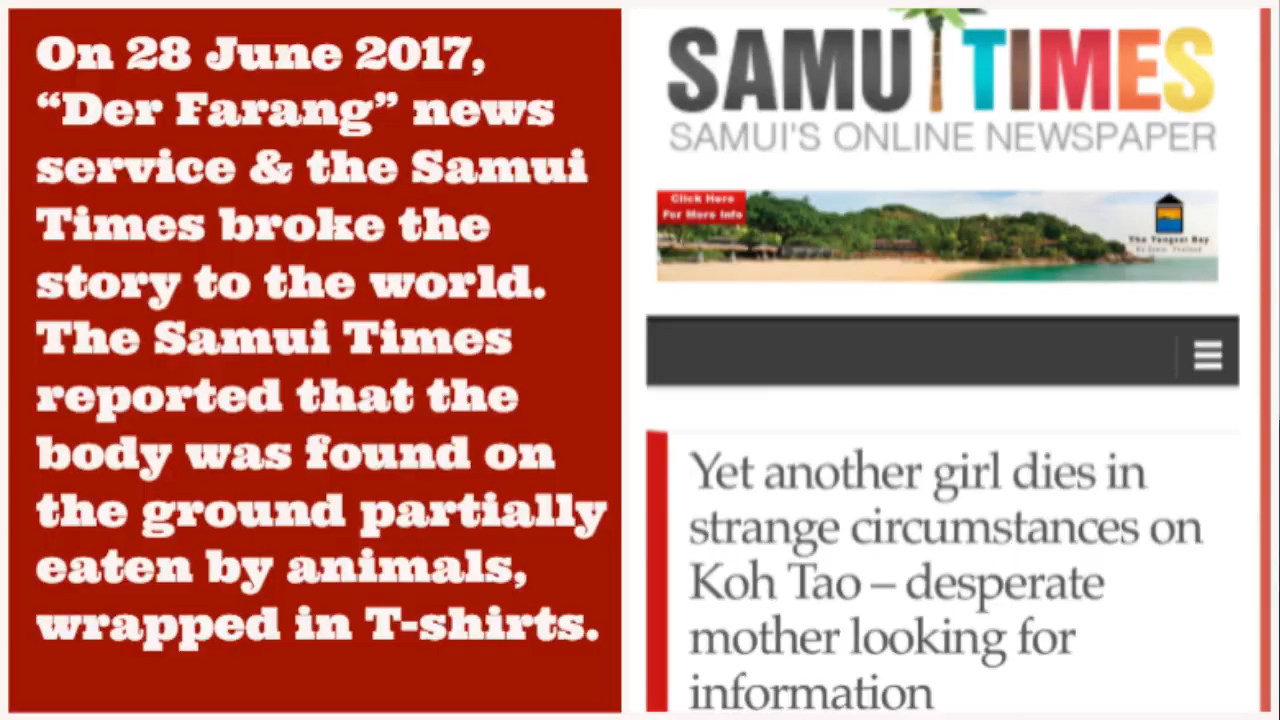 On 28 June 2017,
“Der Farang” news
service & the Samui
Times broke the
story to the world.
The Samui Times
reported that the
body was found on
the ground partially
eaten by animals,
wrapped in T-shirts.
SAMUI TIMES
SAMUI'S ONLINE NEWSPAPER
Click Here
For More Info
The Tongsai Bay
Yet another girl dies in
strange circumstances on
Koh Tao – desperate
mother looking for
information